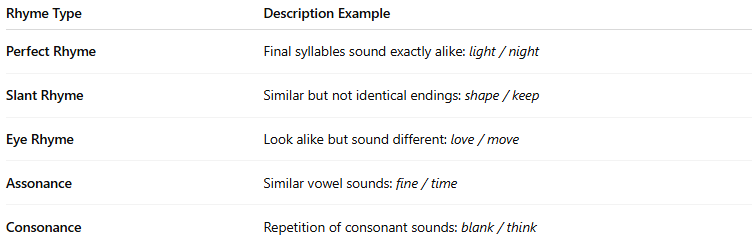 Rhyme Type Description Example
Perfect Rhyme Final syllables sound exactly alike: light / night
Slant Rhyme Similar but not identical endings: shape / keep
Eye Rhyme Look alike but sound different: love / move
Assonance Similar vowel sounds: fine / time
Consonance Repetition of consonant sounds: blank / think